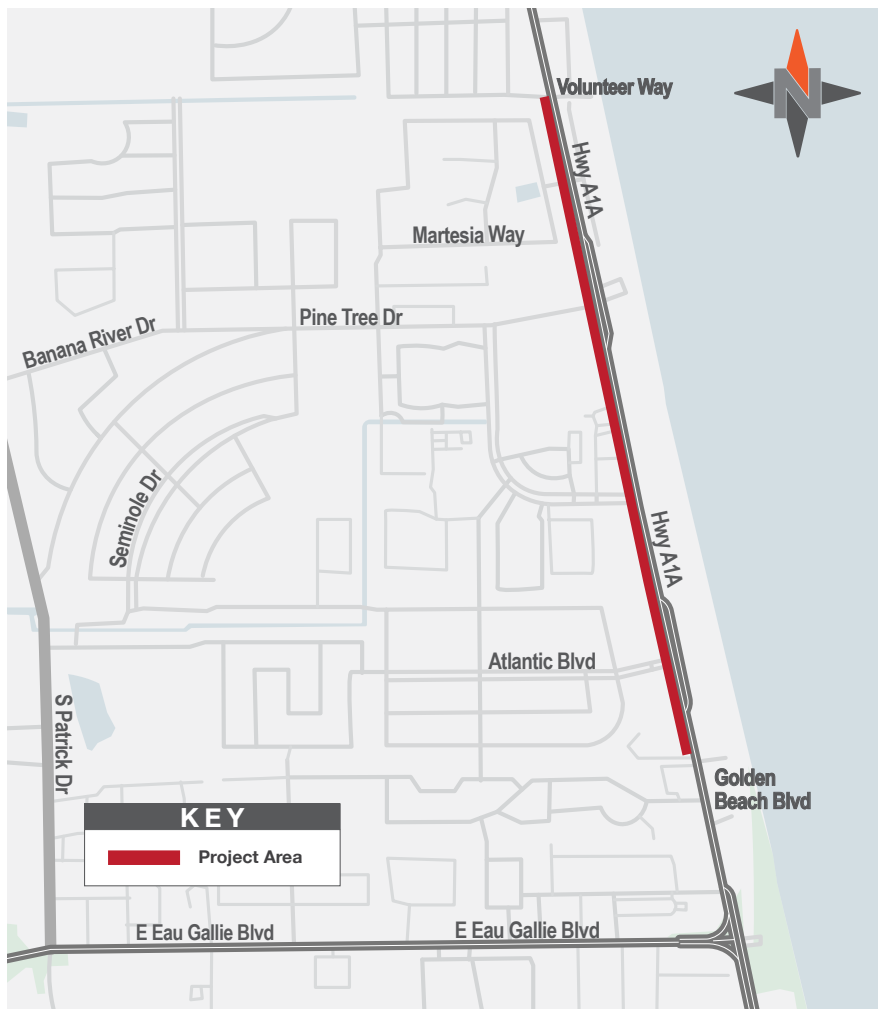 Volunteer Way
N
Hwy A1A
Martesia Way
Pine Tree Dr
Banana River Dr
Seminole Dr
Hwy A1A
Atlantic Blvd
S Patrick Dr
Golden
Beach Blvd
KEY
Project Area
E Eau Gallie Blvd
E Eau Gallie Blvd